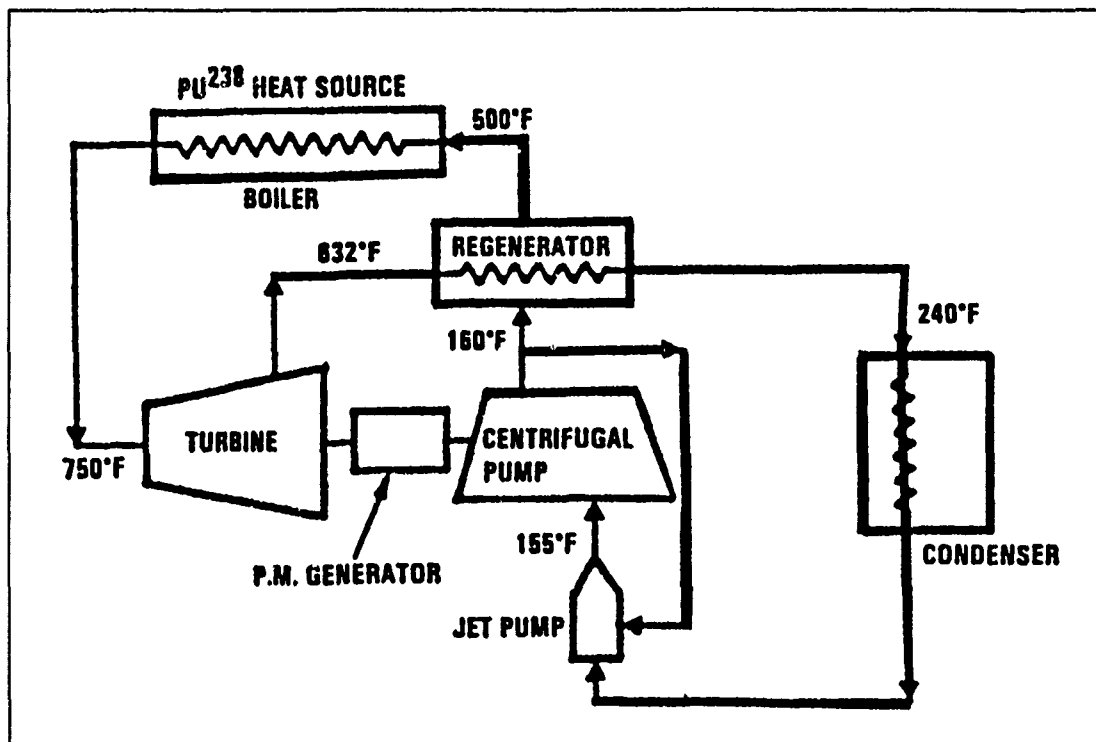 PU238 HEAT SOURCE
500°F
BOILER
REGENERATOR
632°F
240°F
160°F
TURBINE
CENTRIFUGAL
PUMP
750°F
155°F
CONDENSER
P.M. GENERATOR
JET PUMP